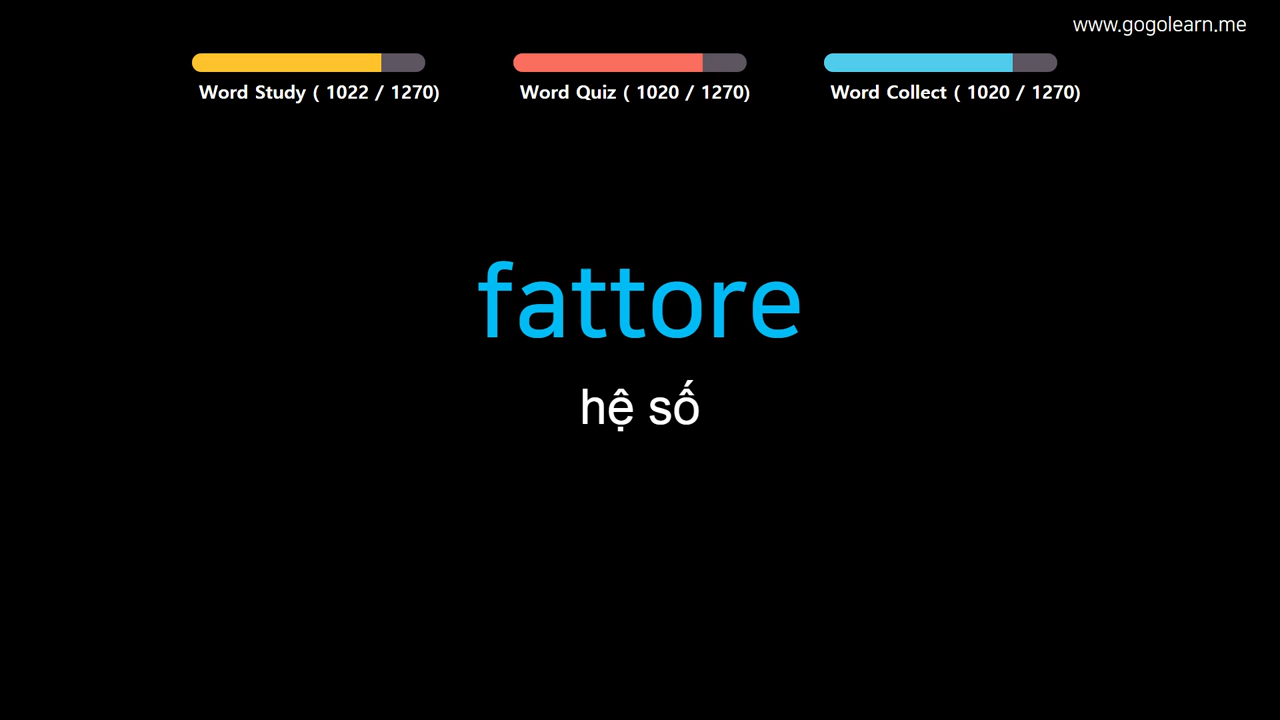 www.gogolearn.me
Word Study ( 1022 / 1270)
Word Quiz ( 1020 / 1270)
Word Collect ( 1020 / 1270)
fattore
hệ số